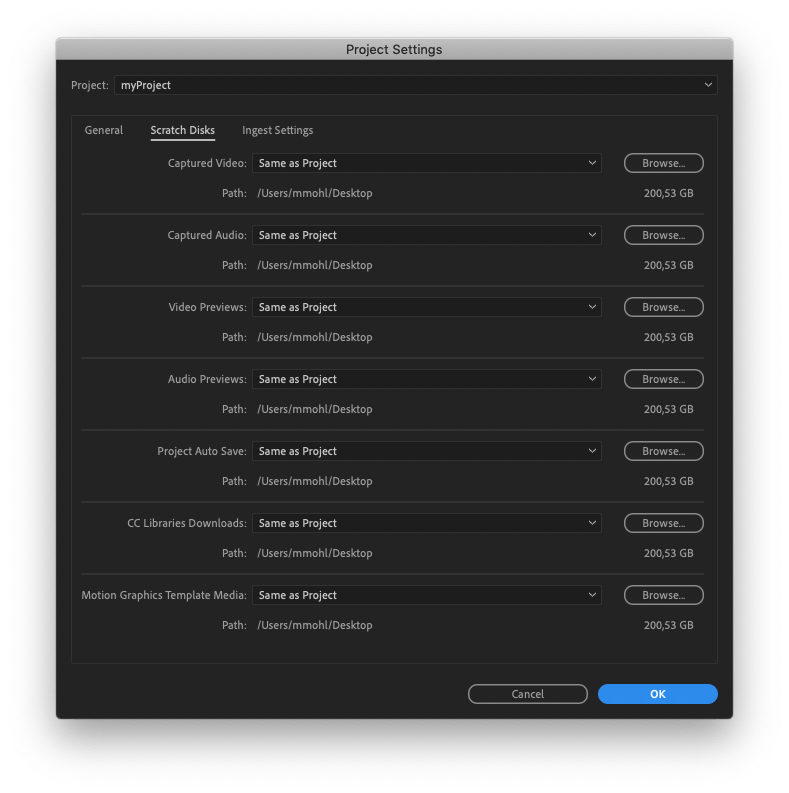 Project Settings
Project: myProject
General Scratch Disks Ingest Settings
Captured Video: Same as Project Browse...
Path: /Users/mmohl/Desktop 200,53 GB
Captured Audio: Same as Project Browse...
Path: /Users/mmohl/Desktop 200,53 GB
Video Previews: Same as Project Browse...
Path: /Users/mmohl/Desktop 200,53 GB
Audio Previews: Same as Project Browse...
Path: /Users/mmohl/Desktop 200,53 GB
Project Auto Save: Same as Project Browse...
Path: /Users/mmohl/Desktop 200,53 GB
CC Libraries Downloads: Same as Project Browse...
Path: /Users/mmohl/Desktop 200,53 GB
Motion Graphics Template Media: Same as Project Browse...
Path: /Users/mmohl/Desktop 200,53 GB
Cancel OK